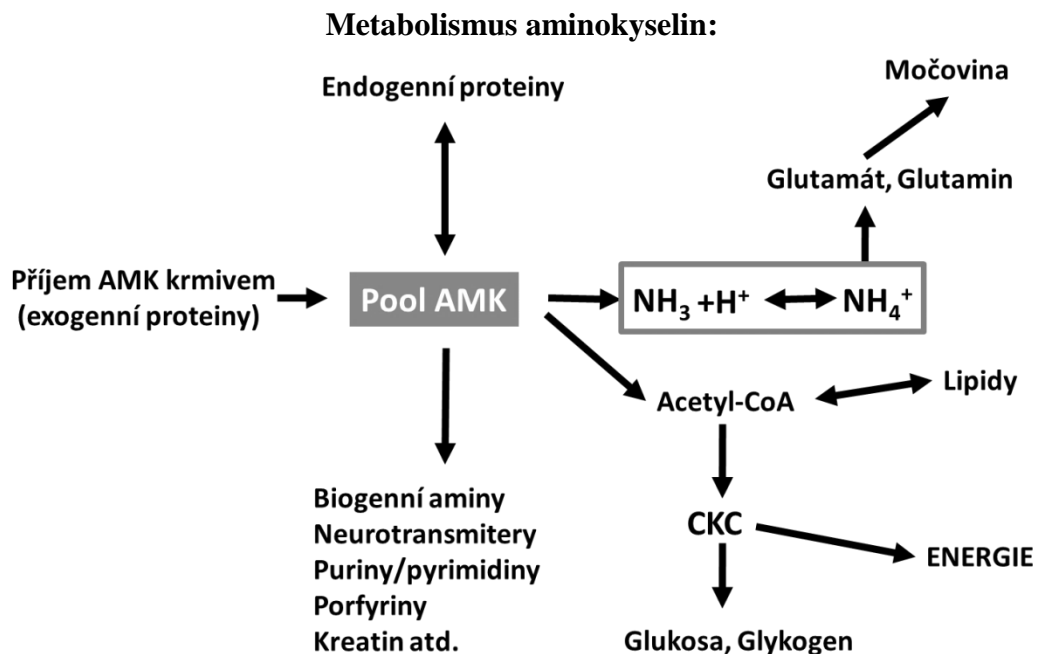 Metabolismus aminokyselin:
Močovina
Endogenní proteiny
Glutamát, Glutamin
Příjem AMK krmivem
(exogenní proteiny)
Pool AMK
NH₃ +H⁺
NH₄⁺
Lipidy
Acetyl-CoA
Biogenní aminy
Neurotransmitery
Puriny/pyrimidiny
Porfyriny
Kreatin atd.
CKC
ENERGIE
Glukosa, Glykogen